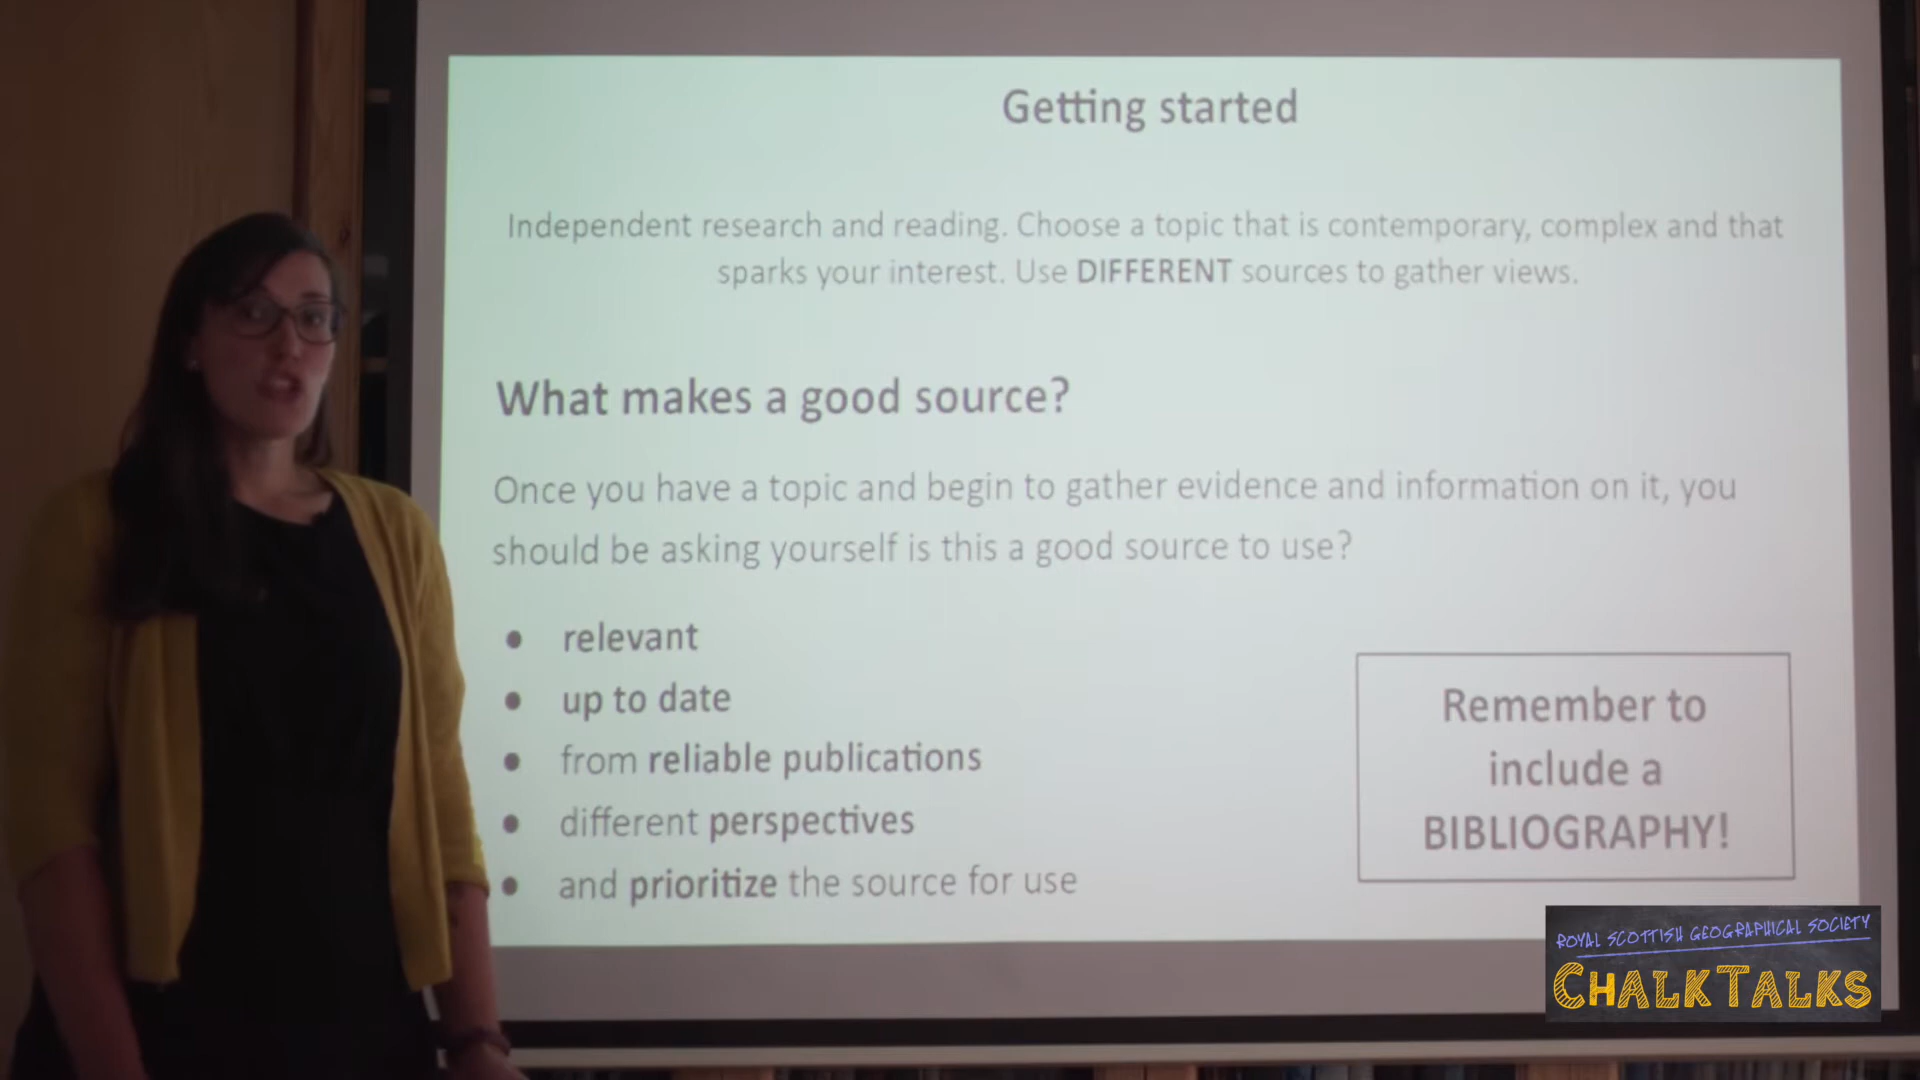 Getting started
Independent research and reading. Choose a topic that is contemporary, complex and that
sparks your interest. Use DIFFERENT sources to gather views.
What makes a good source?
Once you have a topic and begin to gather evidence and information on it, you
should be asking yourself is this a good source to use?
• relevant
• up to date
• from reliable publications
• different perspectives
• and prioritize the source for use
Remember to
include a
BIBLIOGRAPHY!
ROYAL SCOTTISH GEOGRAPHICAL SOCIETY
CHALKTALKS